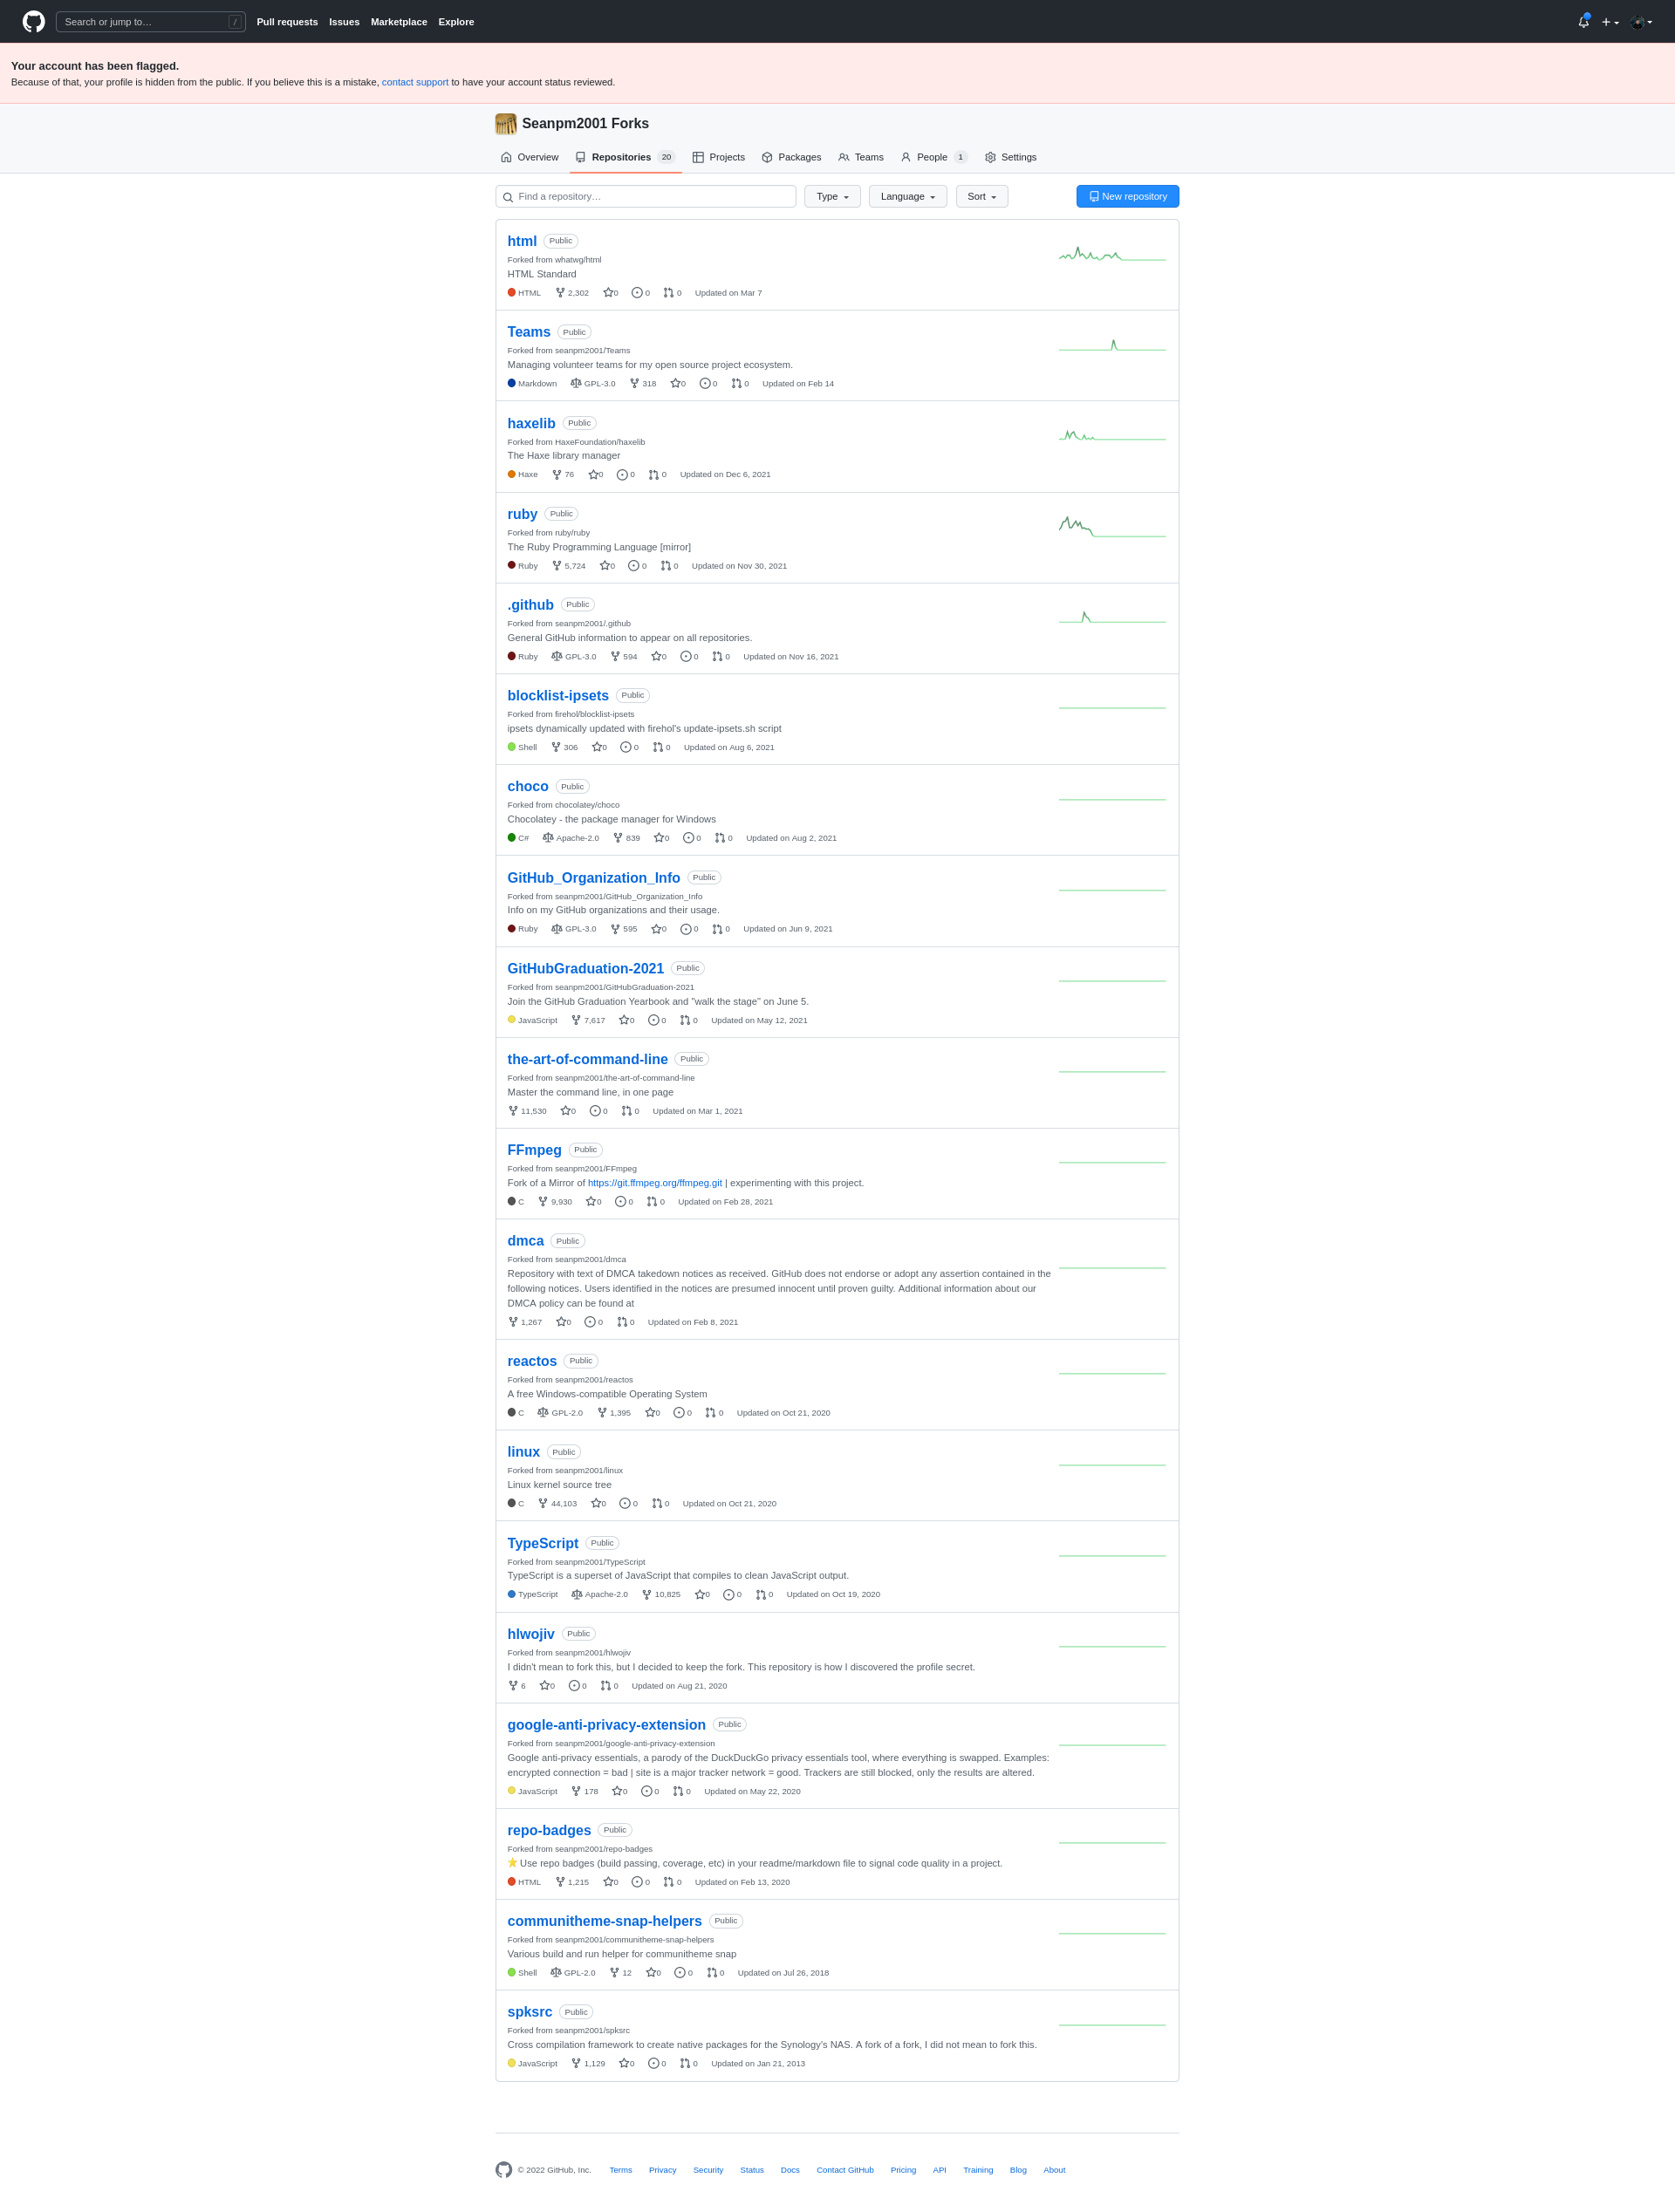 Search or jump to… / Pull requests Issues Marketplace Explore
Your account has been flagged.
Because of that, your profile is hidden from the public. If you believe this is a mistake, contact support to have your account status reviewed.
Seanpm2001 Forks
Overview Repositories 20 Projects Packages Teams People 1 Settings
Find a repository… Type Language Sort New repository
html Public
Forked from whatwg/html
HTML Standard
HTML 2,302 0 0 0 Updated on Mar 7
Teams Public
Forked from seanpm2001/Teams
Managing volunteer teams for my open source project ecosystem.
Markdown GPL-3.0 318 0 0 0 Updated on Feb 14
haxelib Public
Forked from HaxeFoundation/haxelib
The Haxe library manager
Haxe 76 0 0 0 Updated on Dec 6, 2021
ruby Public
Forked from ruby/ruby
The Ruby Programming Language [mirror]
Ruby 5,724 0 0 0 Updated on Nov 30, 2021
.github Public
Forked from seanpm2001/.github
General GitHub information to appear on all repositories.
Ruby GPL-3.0 594 0 0 0 Updated on Nov 16, 2021
blocklist-ipsets Public
Forked from firehol/blocklist-ipsets
ipsets dynamically updated with firehol's update-ipsets.sh script
Shell 306 0 0 0 Updated on Aug 6, 2021
choco Public
Forked from chocolatey/choco
Chocolatey - the package manager for Windows
C# Apache-2.0 839 0 0 0 Updated on Aug 2, 2021
GitHub_Organization_Info Public
Forked from seanpm2001/GitHub_Organization_Info
Info on my GitHub organizations and their usage.
Ruby GPL-3.0 595 0 0 0 Updated on Jun 9, 2021
GitHubGraduation-2021 Public
Forked from seanpm2001/GitHubGraduation-2021
Join the GitHub Graduation Yearbook and "walk the stage" on June 5.
JavaScript 7,617 0 0 0 Updated on May 12, 2021
the-art-of-command-line Public
Forked from seanpm2001/the-art-of-command-line
Master the command line, in one page
11,530 0 0 0 Updated on Mar 1, 2021
FFmpeg Public
Forked from seanpm2001/FFmpeg
Fork of a Mirror of https://git.ffmpeg.org/ffmpeg.git | experimenting with this project.
C 9,930 0 0 0 Updated on Feb 28, 2021
dmca Public
Forked from seanpm2001/dmca
Repository with text of DMCA takedown notices as received. GitHub does not endorse or adopt any assertion contained in the
following notices. Users identified in the notices are presumed innocent until proven guilty. Additional information about our
DMCA policy can be found at
1,267 0 0 0 Updated on Feb 8, 2021
reactos Public
Forked from seanpm2001/reactos
A free Windows-compatible Operating System
C GPL-2.0 1,395 0 0 0 Updated on Oct 21, 2020
linux Public
Forked from seanpm2001/linux
Linux kernel source tree
C 44,103 0 0 0 Updated on Oct 21, 2020
TypeScript Public
Forked from seanpm2001/TypeScript
TypeScript is a superset of JavaScript that compiles to clean JavaScript output.
TypeScript Apache-2.0 10,825 0 0 0 Updated on Oct 19, 2020
hlwojiv Public
Forked from seanpm2001/hlwojiv
I didn't mean to fork this, but I decided to keep the fork. This repository is how I discovered the profile secret.
6 0 0 0 Updated on Aug 21, 2020
google-anti-privacy-extension Public
Forked from seanpm2001/google-anti-privacy-extension
Google anti-privacy essentials, a parody of the DuckDuckGo privacy essentials tool, where everything is swapped. Examples:
encrypted connection = bad | site is a major tracker network = good. Trackers are still blocked, only the results are altered.
JavaScript 178 0 0 0 Updated on May 22, 2020
repo-badges Public
Forked from seanpm2001/repo-badges
⭐ Use repo badges (build passing, coverage, etc) in your readme/markdown file to signal code quality in a project.
HTML 1,215 0 0 0 Updated on Feb 13, 2020
communitheme-snap-helpers Public
Forked from seanpm2001/communitheme-snap-helpers
Various build and run helper for communitheme snap
Shell GPL-2.0 12 0 0 0 Updated on Jul 26, 2018
spksrc Public
Forked from seanpm2001/spksrc
Cross compilation framework to create native packages for the Synology's NAS. A fork of a fork, I did not mean to fork this.
JavaScript 1,129 0 0 0 Updated on Jan 21, 2013
© 2022 GitHub, Inc. Terms Privacy Security Status Docs Contact GitHub Pricing API Training Blog About